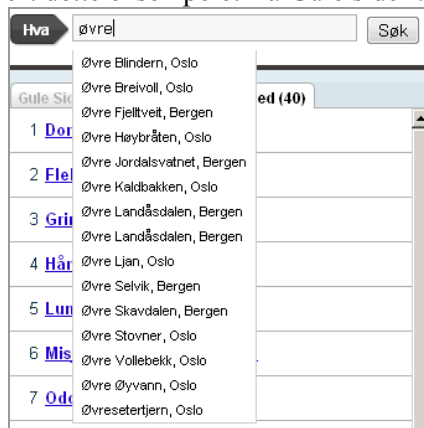 Hva øvre Søk
Øvre Blindern, Oslo
Øvre Breivoll, Oslo
Gule Sid ed (40)
Øvre Fjelltveit, Bergen
1 Dor
Øvre Høybråten, Oslo
Øvre Jordalsvatnet, Bergen
2 Flel
Øvre Kaldbakken, Oslo
Øvre Landåsdalen, Bergen
3 Gri
Øvre Landåsdalen, Bergen
4 Hår
Øvre Ljan, Oslo
Øvre Selvik, Bergen
5 Lun
Øvre Skavdalen, Bergen
Øvre Stovner, Oslo
6 Mis
Øvre Vollebekk, Oslo
Øvre Øyvann, Oslo
7 Odd
Øvresetertjern, Oslo